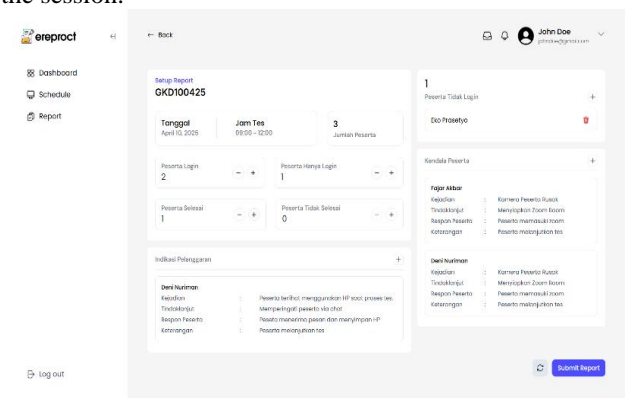 the session.
ereproct
← Back
John Doe
johndoe@gmail.com
Dashboard
Schedule
Report
Log out
Setup Report
GKD100425
Tanggal
April 10, 2025
Jam Tes
09:00 - 12:00
3
Jumlah Peserta
Peserta Login
2
- +
Peserta Hanya Login
1
- +
Peserta Selesai
1
- +
Peserta Tidak Selesai
0
- +
Indikasi Pelanggaran +
Deni Nuriman
Kejadian : Peserta terlihat menggunakan HP saat proses tes.
Tindaklanjut : Memperingati peserta via chat
Respon Peserta : Peserta menerima pesan dan menyimpan HP
Keterangan : Peserta melanjutkan tes
1
Peserta Tidak Login +
Eko Prasetyo
Kendala Peserta +
Fajar Akbar
Kejadian : Kamera Peserta Rusak
Tindaklanjut : Menyiapkan Zoom Room
Respon Peserta : Peserta memasuki zoom
Keterangan : Peserta melanjutkan tes
Deni Nuriman
Kejadian : Kamera Peserta Rusak
Tindaklanjut : Menyiapkan Zoom Room
Respon Peserta : Peserta memasuki zoom
Keterangan : Peserta melanjutkan tes
Submit Report